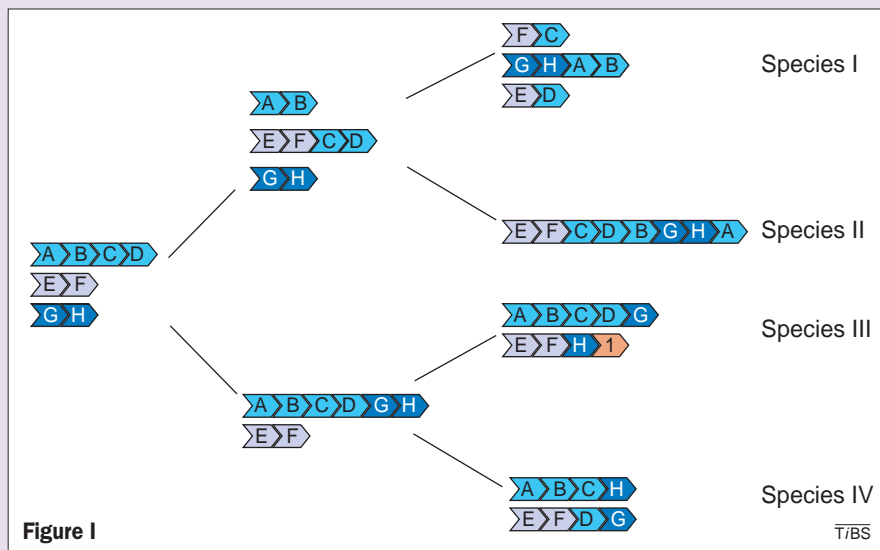 F C
G H A B
E D
Species I
A B
E F C D
G H
E F C D B G H A
Species II
A B C D
E F
G H
A B C D G
E F H 1
Species III
A B C D G H
E F
A B C H
E F D G
Species IV
Figure I
TiBS